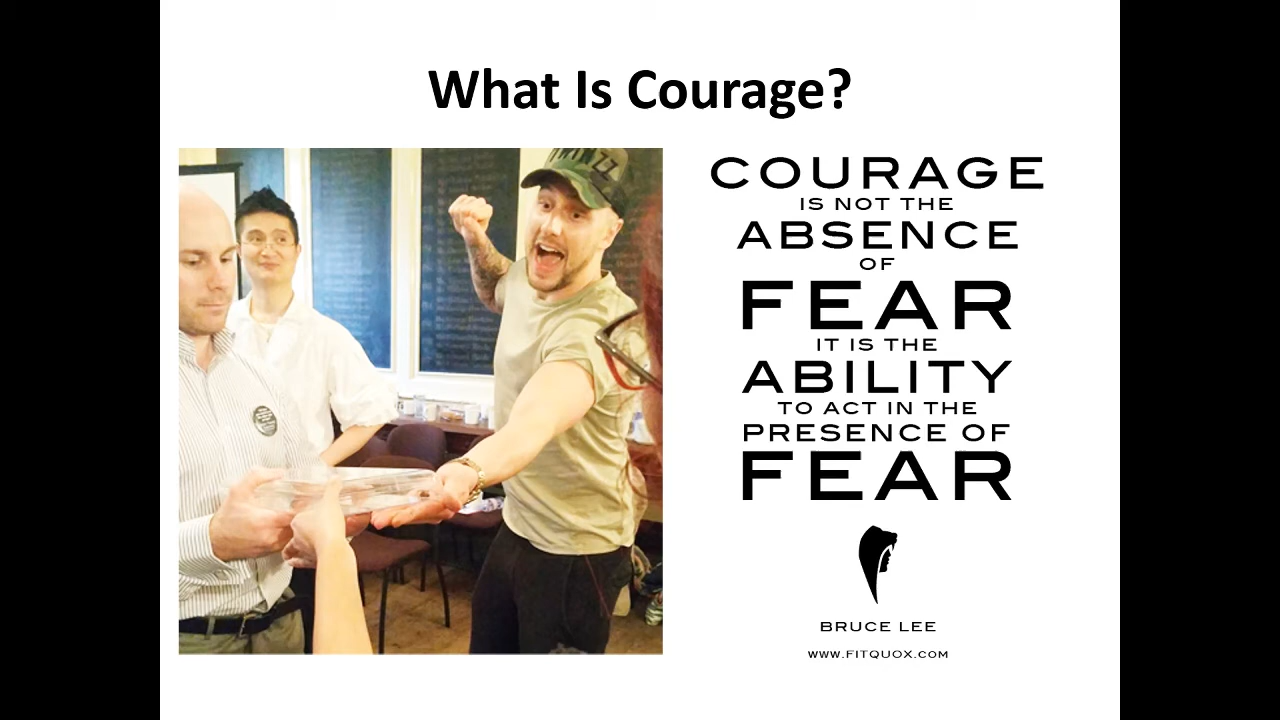 What Is Courage?
TWINZZ
COURAGE
IS NOT THE
ABSENCE
OF
FEAR
IT IS THE
ABILITY
TO ACT IN THE
PRESENCE OF
FEAR
BRUCE LEE
WWW.FITQUOX.COM